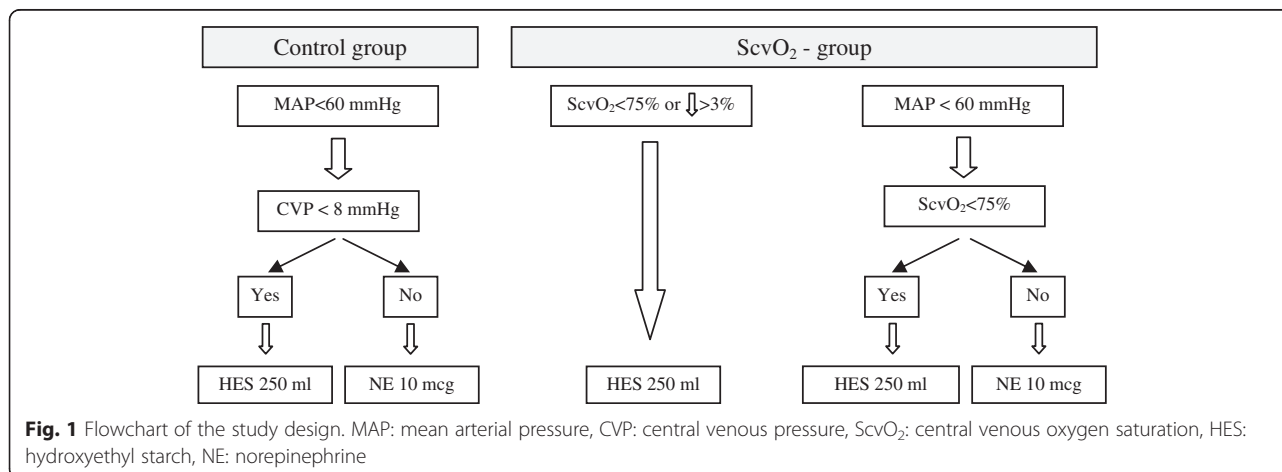 Control group
ScvO₂ - group
MAP<60 mmHg
ScvO₂<75% or ⇩>3%
MAP < 60 mmHg
CVP < 8 mmHg
ScvO₂<75%
Yes
No
Yes
No
HES 250 ml
NE 10 mcg
HES 250 ml
HES 250 ml
NE 10 mcg
Fig. 1 Flowchart of the study design. MAP: mean arterial pressure, CVP: central venous pressure, ScvO₂: central venous oxygen saturation, HES:
hydroxyethyl starch, NE: norepinephrine